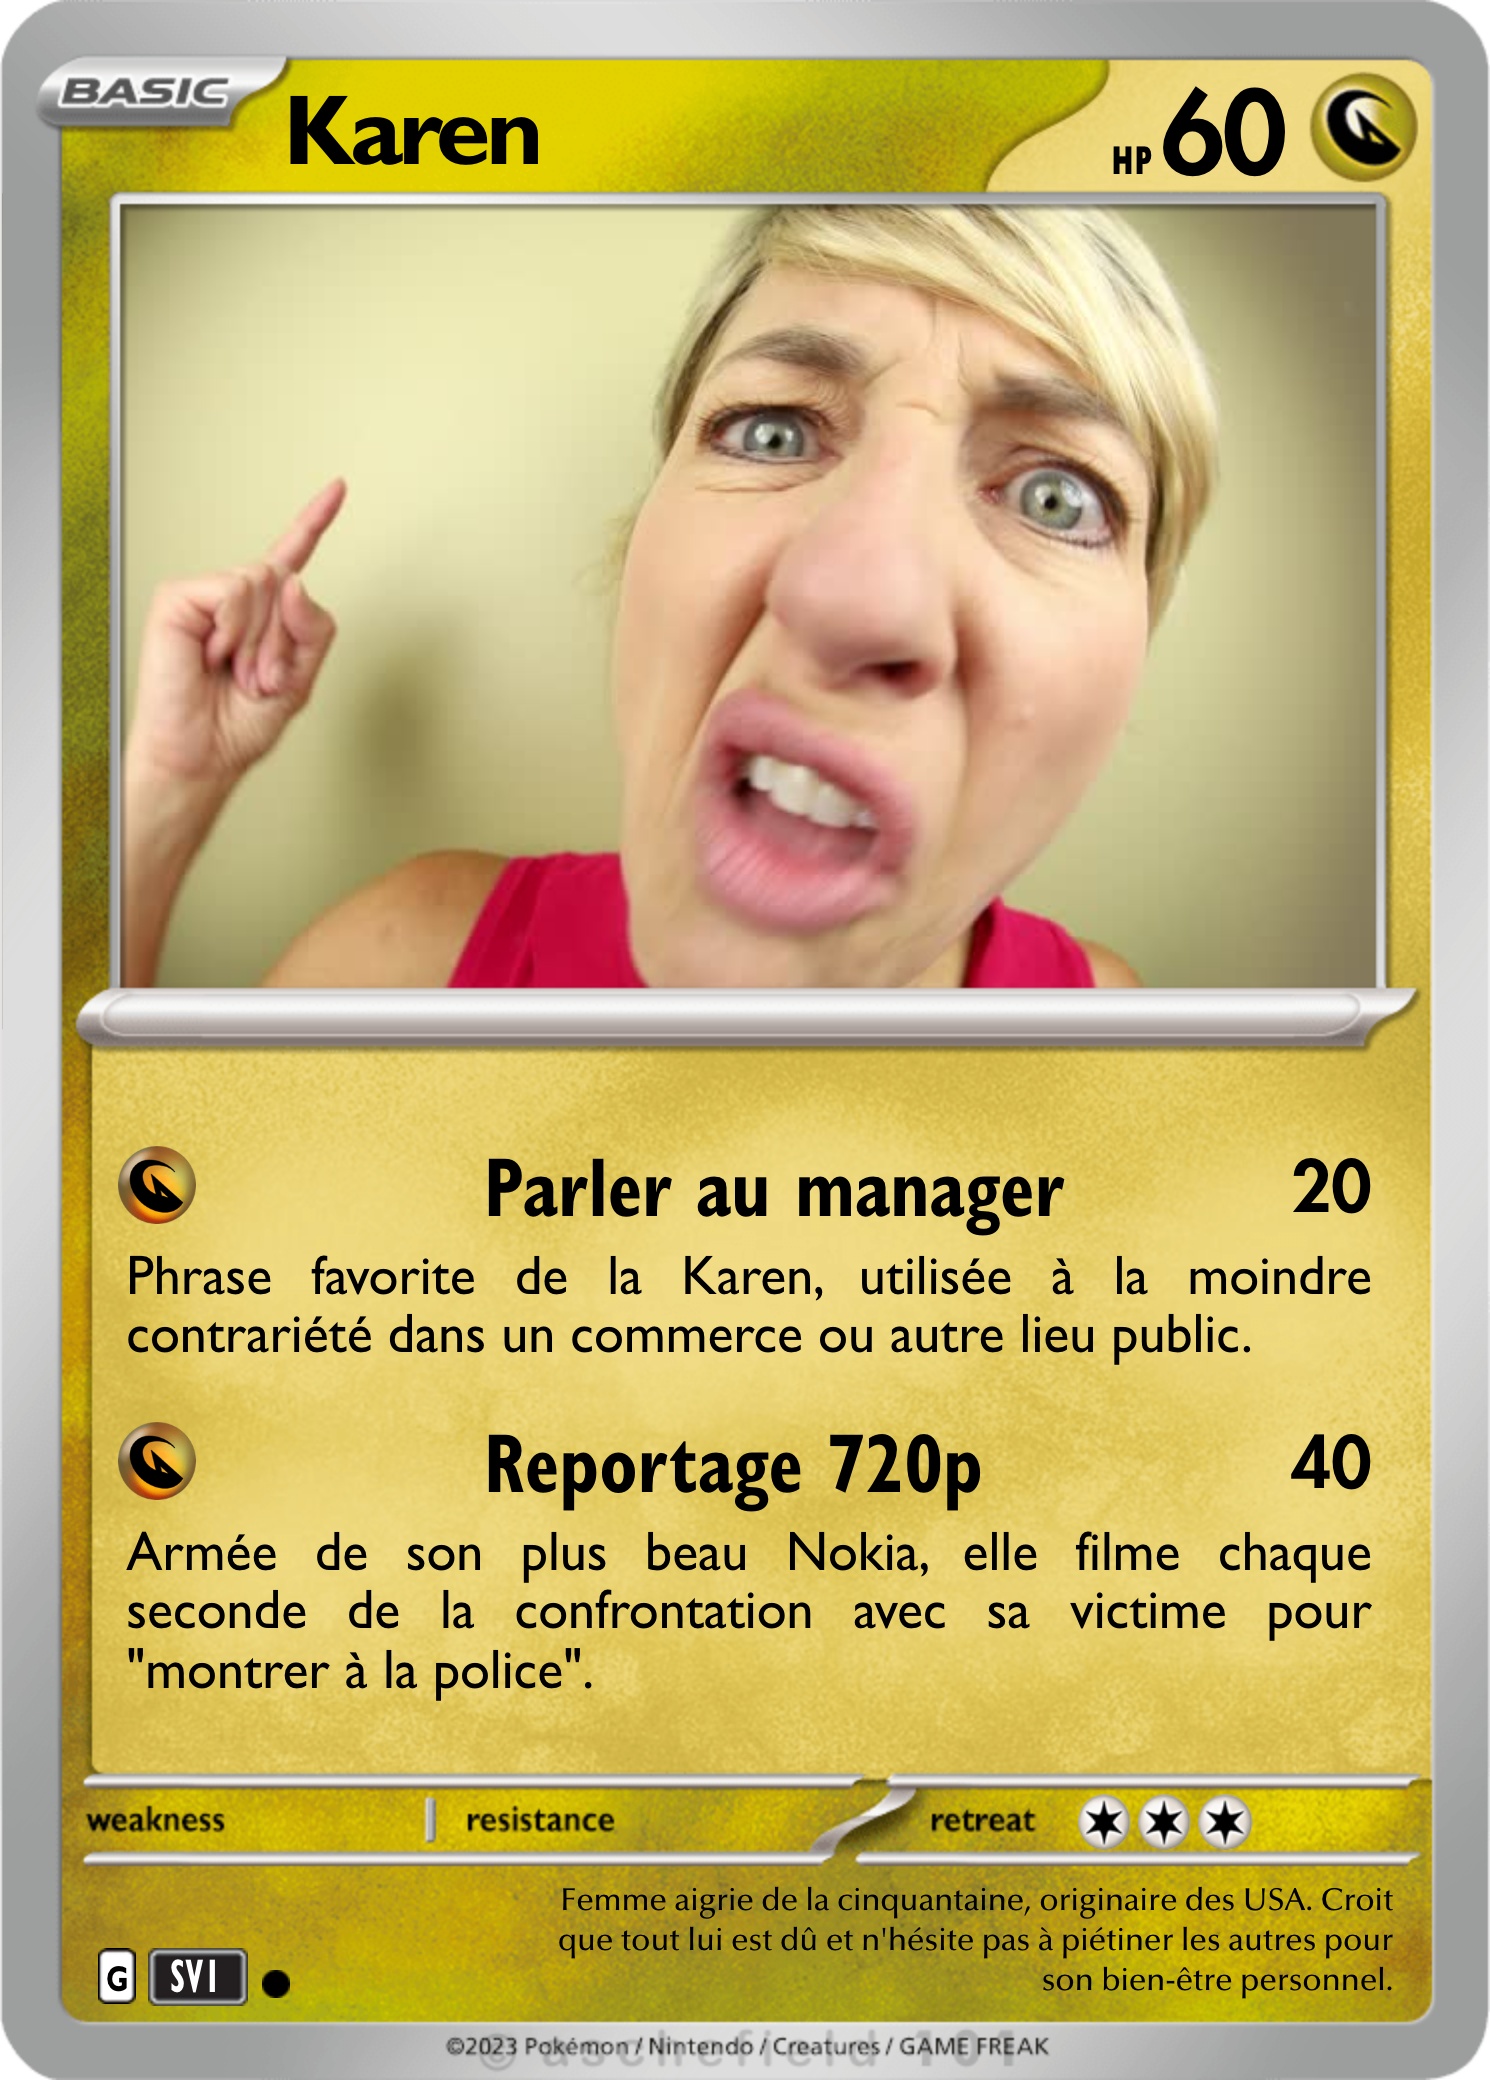 BASIC
Karen
HP 60
Parler au manager 20
Phrase favorite de la Karen, utilisée à la moindre
contrariété dans un commerce ou autre lieu public.
Reportage 720p 40
Armée de son plus beau Nokia, elle filme chaque
seconde de la confrontation avec sa victime pour
"montrer à la police".
weakness resistance retreat
Femme aigrie de la cinquantaine, originaire des USA. Croit
que tout lui est dû et n'hésite pas à piétiner les autres pour
son bien-être personnel.
G SVI
©2023 Pokémon / Nintendo / Creatures / GAME FREAK